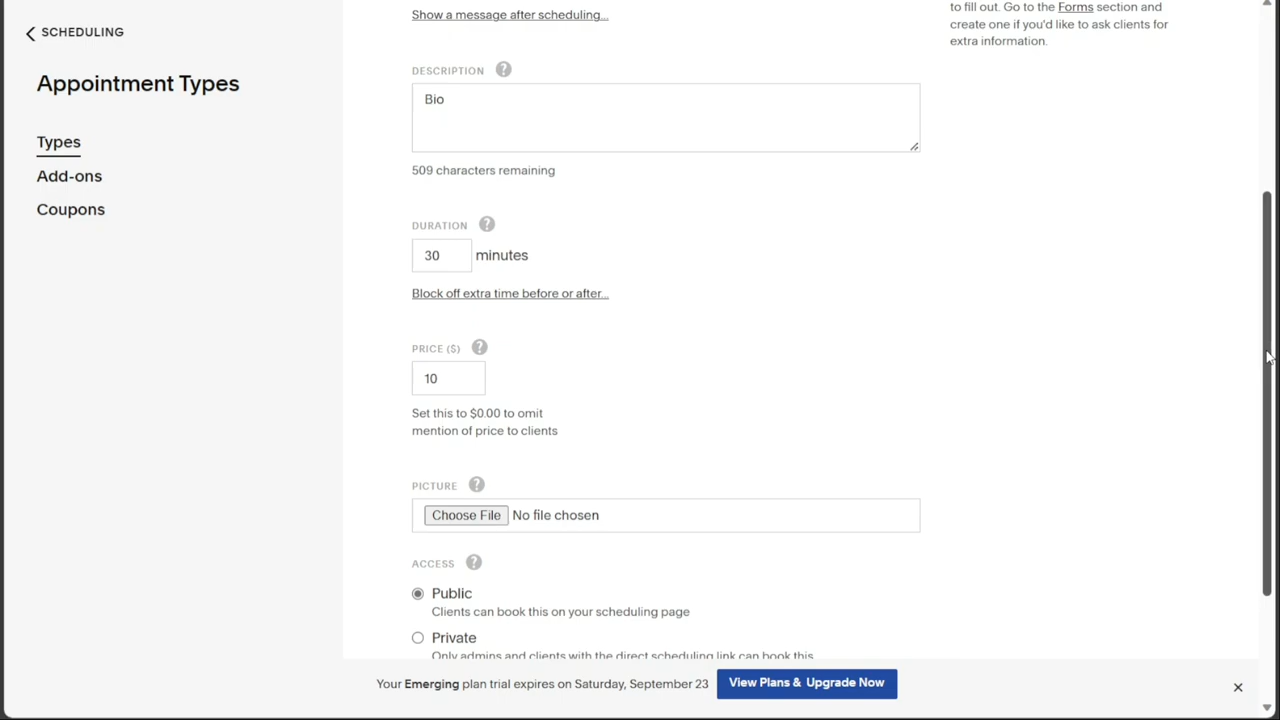 SCHEDULING
Appointment Types
Types
Add-ons
Coupons
Show a message after scheduling...
to fill out. Go to the Forms section and
create one if you'd like to ask clients for
extra information.
DESCRIPTION ?
Bio
509 characters remaining
DURATION ?
30 minutes
Block off extra time before or after...
PRICE ($) ?
10
Set this to $0.00 to omit
mention of price to clients
PICTURE ?
Choose File No file chosen
ACCESS ?
Public
Clients can book this on your scheduling page
Private
Only admins and clients with the direct scheduling link can book this
Your Emerging plan trial expires on Saturday, September 23
View Plans & Upgrade Now